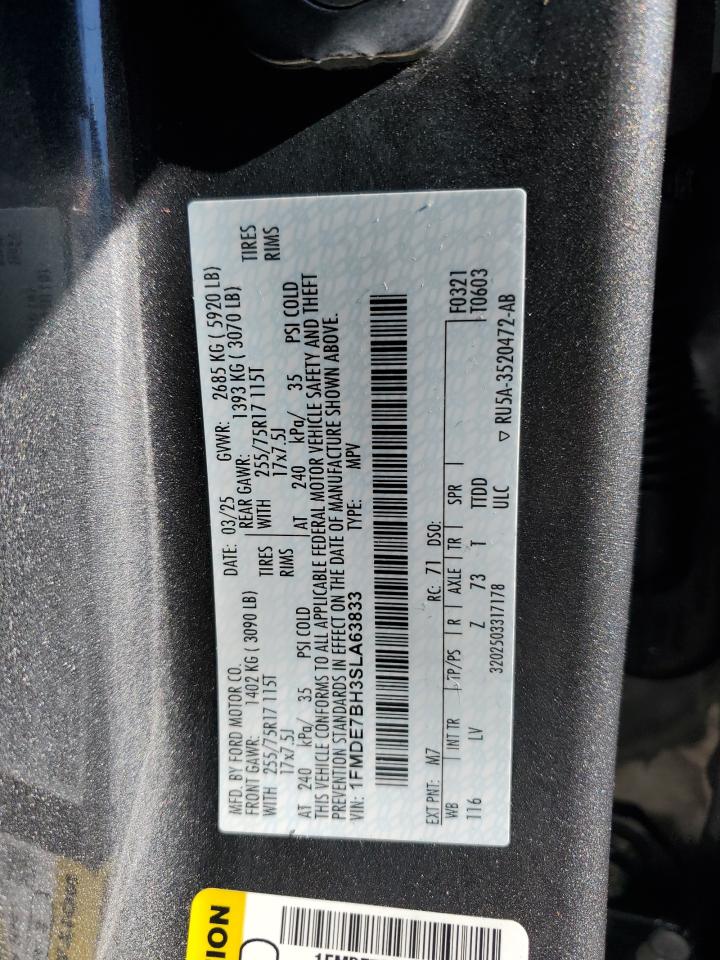 MFD. BY FORD MOTOR CO. DATE: 03/25 GVWR: 2685 KG ( 5920 LB)
FRONT GAWR: 1402 KG ( 3090 LB) REAR GAWR: 1393 KG ( 3070 LB)
WITH 255/75R17 115T TIRES WITH 255/75R17 115T TIRES
17x7.5J RIMS 17x7.5J RIMS
AT 240 kPa/ 35 PSI COLD AT 240 kPa/ 35 PSI COLD
THIS VEHICLE CONFORMS TO ALL APPLICABLE FEDERAL MOTOR VEHICLE SAFETY AND THEFT
PREVENTION STANDARDS IN EFFECT ON THE DATE OF MANUFACTURE SHOWN ABOVE.
VIN: 1FMDE7BH3SLA63833 TYPE: MPV
EXT PNT: M7 RC: 71 DSO: F0321
WB INT TR TP/PS R AXLE TR SPR T0603
116 LV Z 73 T TTDD
3202503317178 ULC ▽ RU5A-3520472-AB